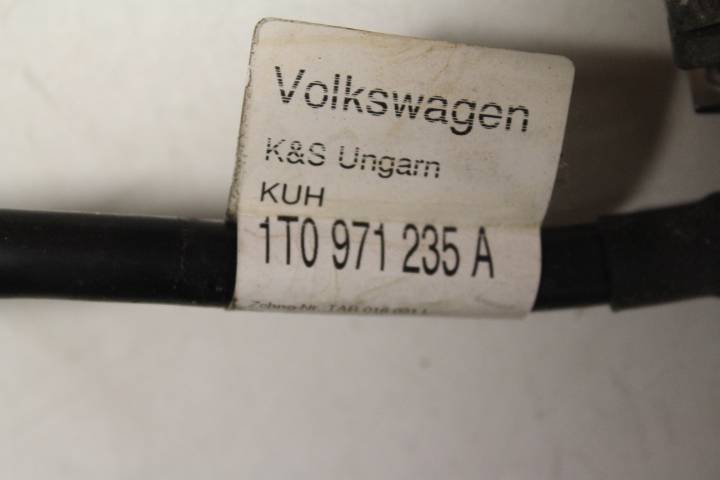 Volkswagen
K&S Ungarn
KUH
1T0 971 235 A